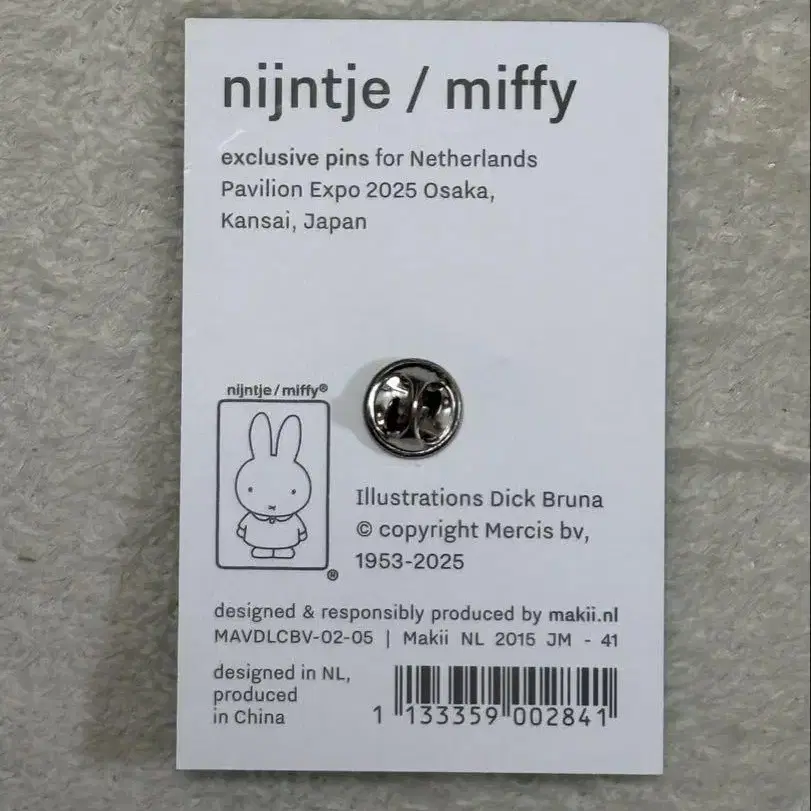 nijntje / miffy
exclusive pins for Netherlands
Pavilion Expo 2025 Osaka,
Kansai, Japan
nijntje / miffy®
®
Illustrations Dick Bruna
© copyright Mercis bv,
1953-2025
designed & responsibly produced by makii.nl
MAVDLCBV-02-05 | Makii NL 2015 JM - 41
designed in NL,
produced
in China
1 133359 002841